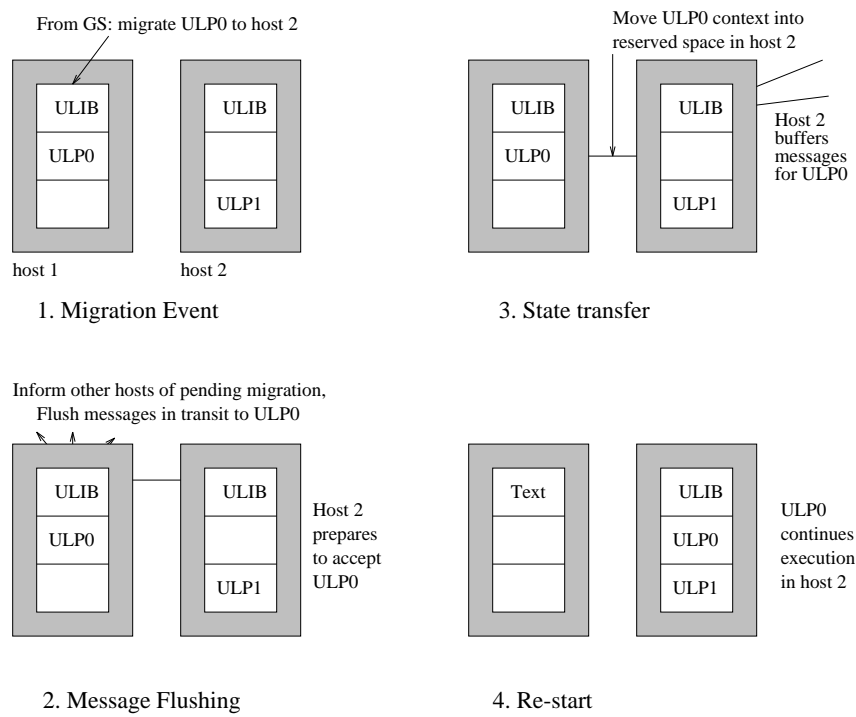 From GS: migrate ULP0 to host 2
ULIB
ULP0
ULIB
ULP1
host 1
host 2
1. Migration Event
Inform other hosts of pending migration,
Flush messages in transit to ULP0
ULIB
ULP0
ULIB
ULP1
Host 2
prepares
to accept
ULP0
2. Message Flushing
Move ULP0 context into
reserved space in host 2
ULIB
ULP0
ULIB
ULP1
Host 2
buffers
messages
for ULP0
3. State transfer
Text
ULIB
ULP0
ULP1
ULP0
continues
execution
in host 2
4. Re-start